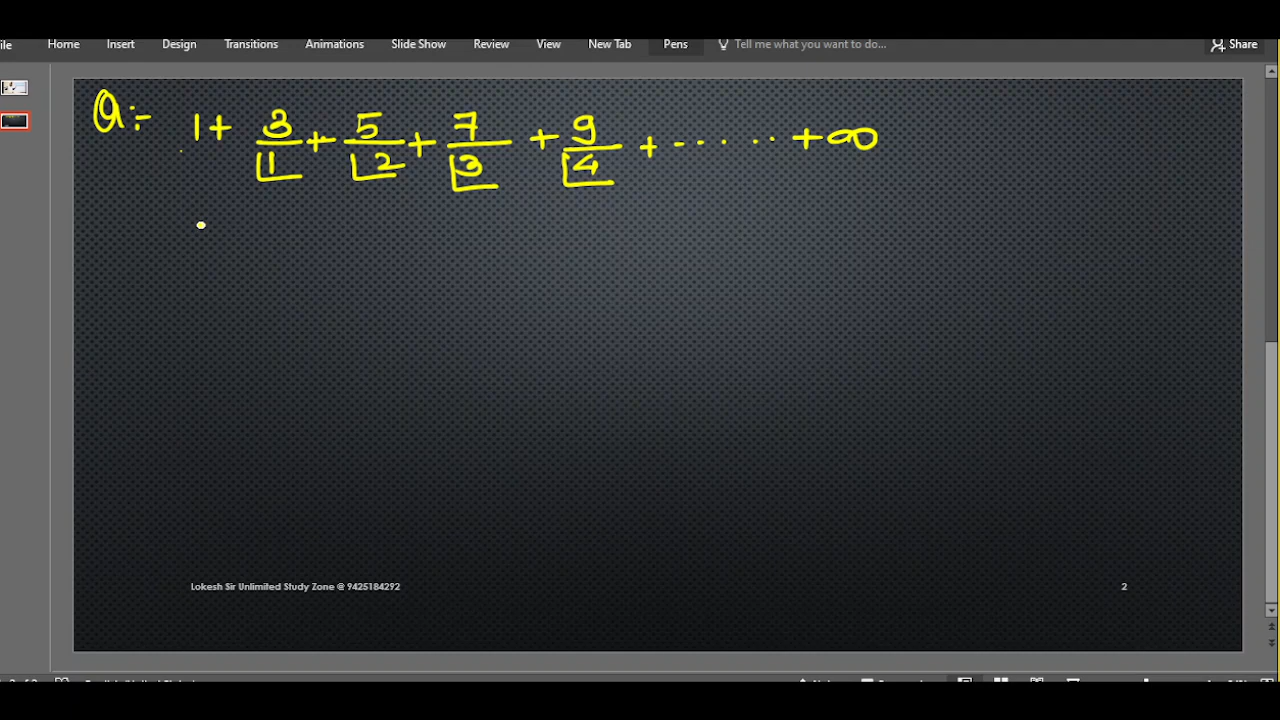 File Home Insert Design Transitions Animations Slide Show Review View New Tab Pens Tell me what you want to do... Share
Q:- 1 + 3/⌊1 + 5/⌊2 + 7/⌊3 + 9/⌊4 + ...... + ∞
Lokesh Sir Unlimited Study Zone @ 9425184292 2